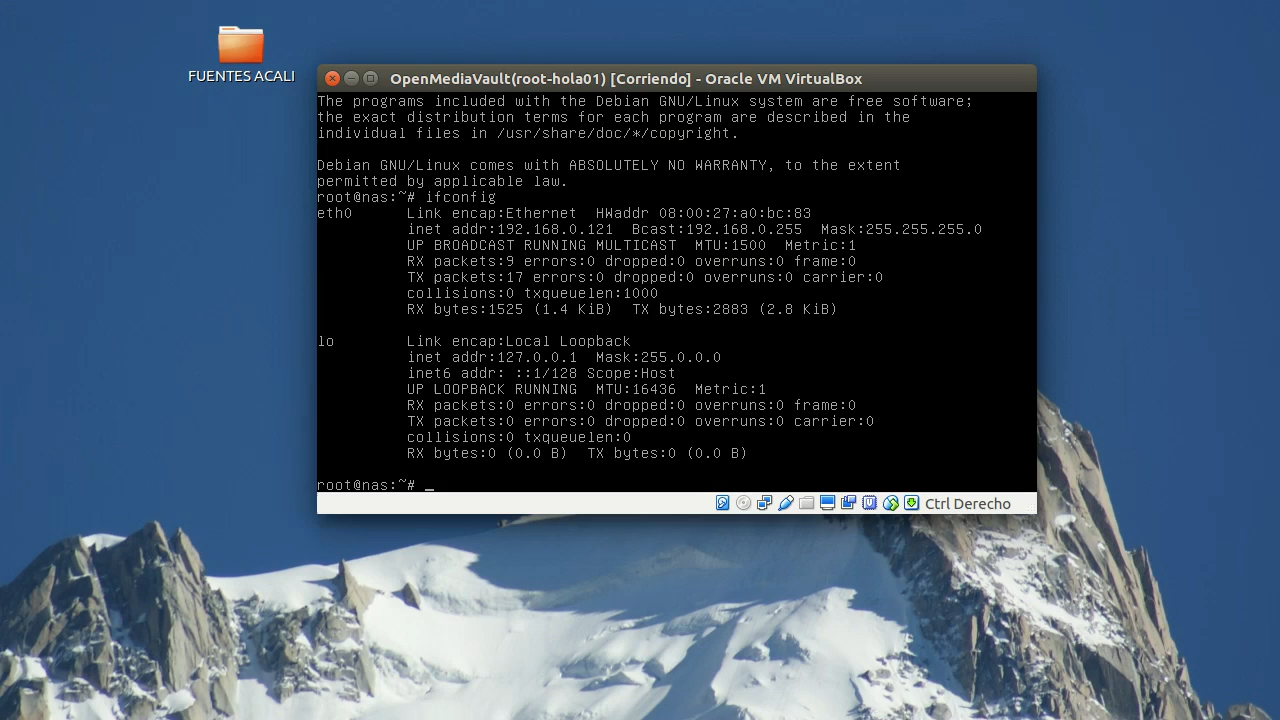 FUENTES ACALI
OpenMediaVault(root-hola01) [Corriendo] - Oracle VM VirtualBox
The programs included with the Debian GNU/Linux system are free software;
the exact distribution terms for each program are described in the
individual files in /usr/share/doc/*/copyright.
Debian GNU/Linux comes with ABSOLUTELY NO WARRANTY, to the extent
permitted by applicable law.
root@nas:~# ifconfig
eth0      Link encap:Ethernet  HWaddr 08:00:27:a0:bc:83
          inet addr:192.168.0.121  Bcast:192.168.0.255  Mask:255.255.255.0
          UP BROADCAST RUNNING MULTICAST  MTU:1500  Metric:1
          RX packets:9 errors:0 dropped:0 overruns:0 frame:0
          TX packets:17 errors:0 dropped:0 overruns:0 carrier:0
          collisions:0 txqueuelen:1000
          RX bytes:1525 (1.4 KiB)  TX bytes:2883 (2.8 KiB)
lo        Link encap:Local Loopback
          inet addr:127.0.0.1  Mask:255.0.0.0
          inet6 addr: ::1/128 Scope:Host
          UP LOOPBACK RUNNING  MTU:16436  Metric:1
          RX packets:0 errors:0 dropped:0 overruns:0 frame:0
          TX packets:0 errors:0 dropped:0 overruns:0 carrier:0
          collisions:0 txqueuelen:0
          RX bytes:0 (0.0 B)  TX bytes:0 (0.0 B)
root@nas:~# _
Ctrl Derecho